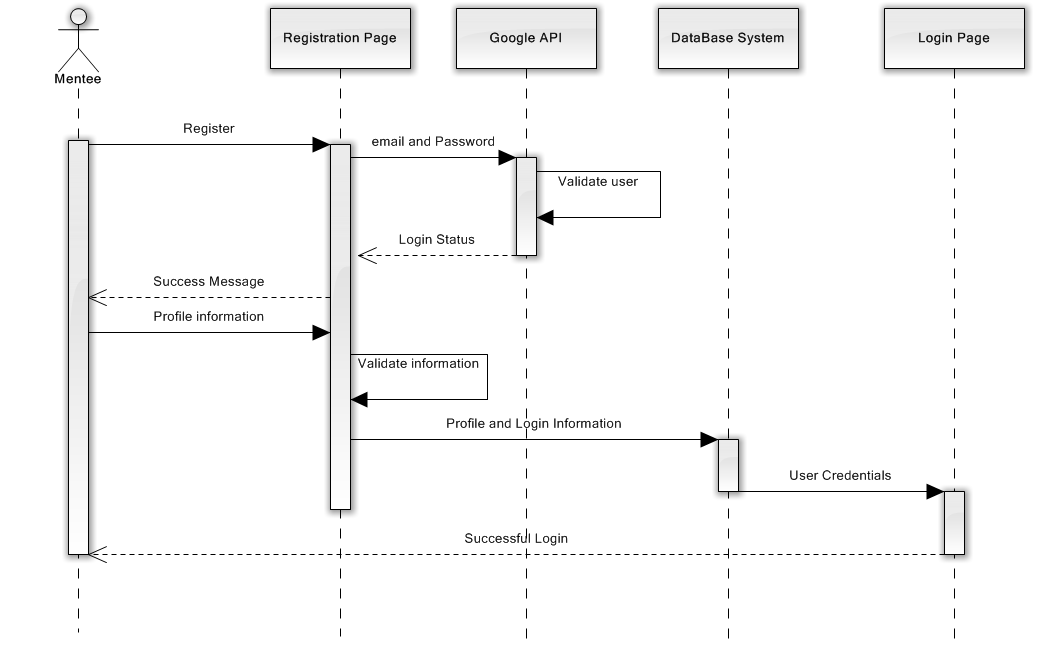 Mentee
Registration Page
Google API
DataBase System
Login Page
Register
email and Password
Validate user
Login Status
Success Message
Profile information
Validate information
Profile and Login Information
User Credentials
Successful Login